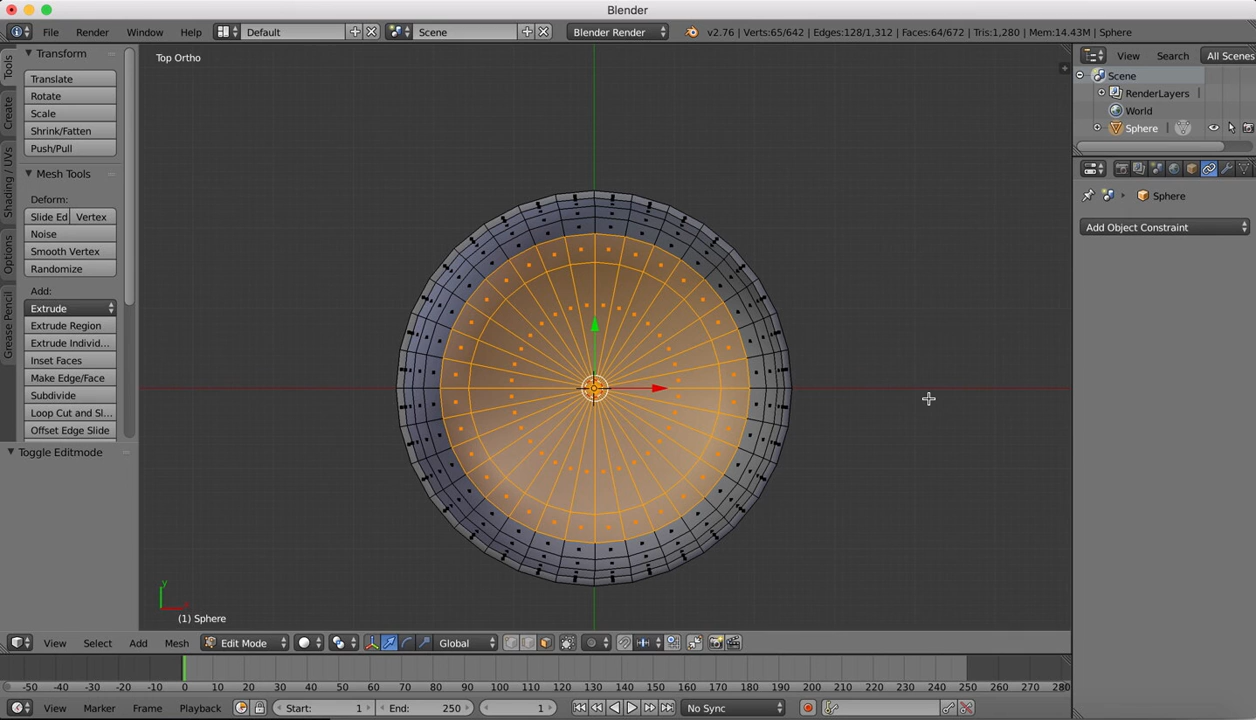 Blender
File Render Window Help Default Scene Blender Render v2.76 | Verts:65/642 | Edges:128/1,312 | Faces:64/672 | Tris:1,280 | Mem:14.43M | Sphere
Tools
Create
Shading / UVs
Options
Grease Pencil
Transform
Translate
Rotate
Scale
Shrink/Fatten
Push/Pull
Mesh Tools
Deform:
Slide Ed Vertex
Noise
Smooth Vertex
Randomize
Add:
Extrude
Extrude Region
Extrude Individ...
Inset Faces
Make Edge/Face
Subdivide
Loop Cut and Sl...
Offset Edge Slide
Toggle Editmode
Top Ortho
y
(1) Sphere
View Search All Scenes
Scene
RenderLayers
World
Sphere
Sphere
Add Object Constraint
View Select Add Mesh Edit Mode Global
-50 -40 -30 -20 -10 0 10 20 30 40 50 60 70 80 90 100 110 120 130 140 150 160 170 180 190 200 210 220 230 240 250 260 270 280
View Marker Frame Playback Start: 1 End: 250 1 No Sync